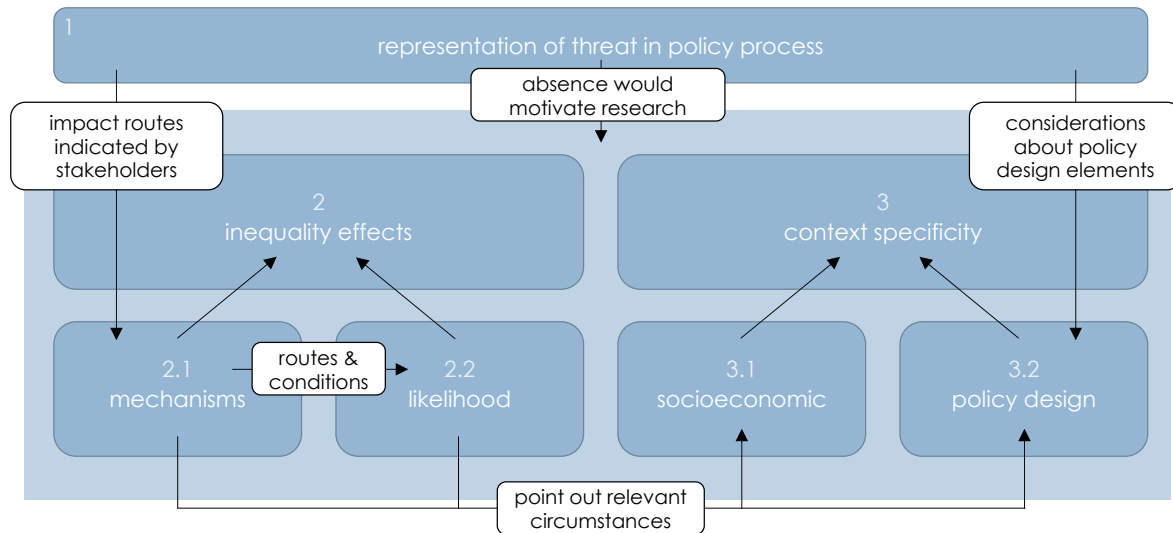 1
representation of threat in policy process
absence would
motivate research
impact routes
indicated by
stakeholders
considerations
about policy
design elements
2
inequality effects
3
context specificity
2.1
mechanisms
routes &
conditions
2.2
likelihood
3.1
socioeconomic
3.2
policy design
point out relevant
circumstances